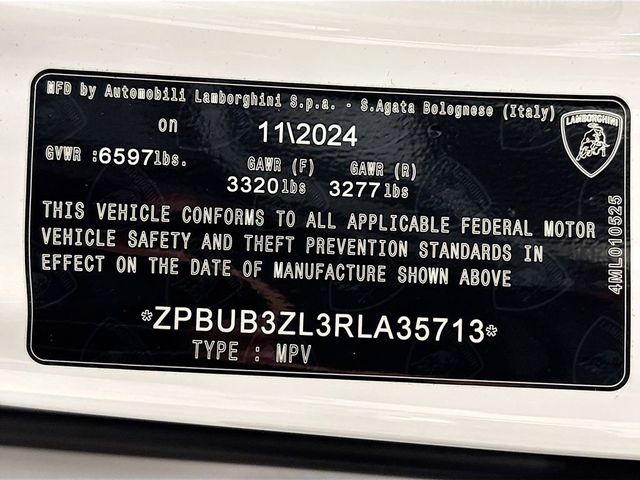 MFD by Automobili Lamborghini S.p.a. - S.Agata Bolognese (Italy)
on 11\2024
GVWR :6597lbs. GAWR (F) GAWR (R)
3320lbs 3277lbs
THIS VEHICLE CONFORMS TO ALL APPLICABLE FEDERAL MOTOR
VEHICLE SAFETY AND THEFT PREVENTION STANDARDS IN
EFFECT ON THE DATE OF MANUFACTURE SHOWN ABOVE
*ZPBUB3ZL3RLA35713*
TYPE : MPV
LAMBORGHINI
4ML010525